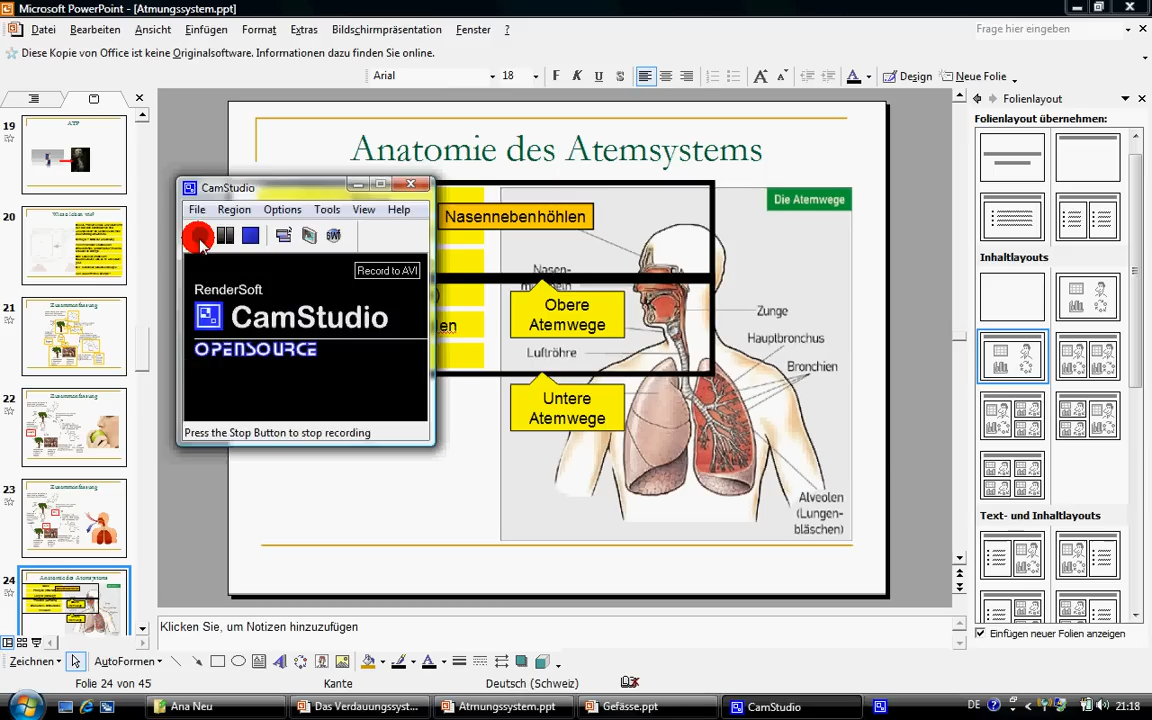 Microsoft PowerPoint - [Atmungssystem.ppt]
Datei Bearbeiten Ansicht Einfügen Format Extras Bildschirmpräsentation Fenster ?
Frage hier eingeben
Diese Kopie von Office ist keine Originalsoftware. Informationen dazu finden Sie online.
Arial 18 F K U S Design Neue Folie
Folienlayout
Folienlayout übernehmen:
Inhaltlayouts
Text- und Inhaltlayouts
Einfügen neuer Folien anzeigen
19
ATP
20
21
Zusammenfassung
22
Zusammenfassung
23
Zusammenfassung
24
Anatomie des Atemsystems
Anatomie des Atemsystems
Die Atemwege
Nasennebenhöhlen
Nasen-
Obere
Atemwege
Zunge
Hauptbronchus
Luftröhre
Bronchien
Untere
Atemwege
Alveolen
(Lungen-
bläschen)
en
CamStudio
File Region Options Tools View Help
Record to AVI
RenderSoft
CamStudio
OPENSOURCE
Press the Stop Button to stop recording
Klicken Sie, um Notizen hinzuzufügen
Zeichnen AutoFormen
Folie 24 von 45 Kante Deutsch (Schweiz)
Ana Neu Das Verdauungssyst... Atmungssystem.ppt Gefässe.ppt CamStudio DE 21:18